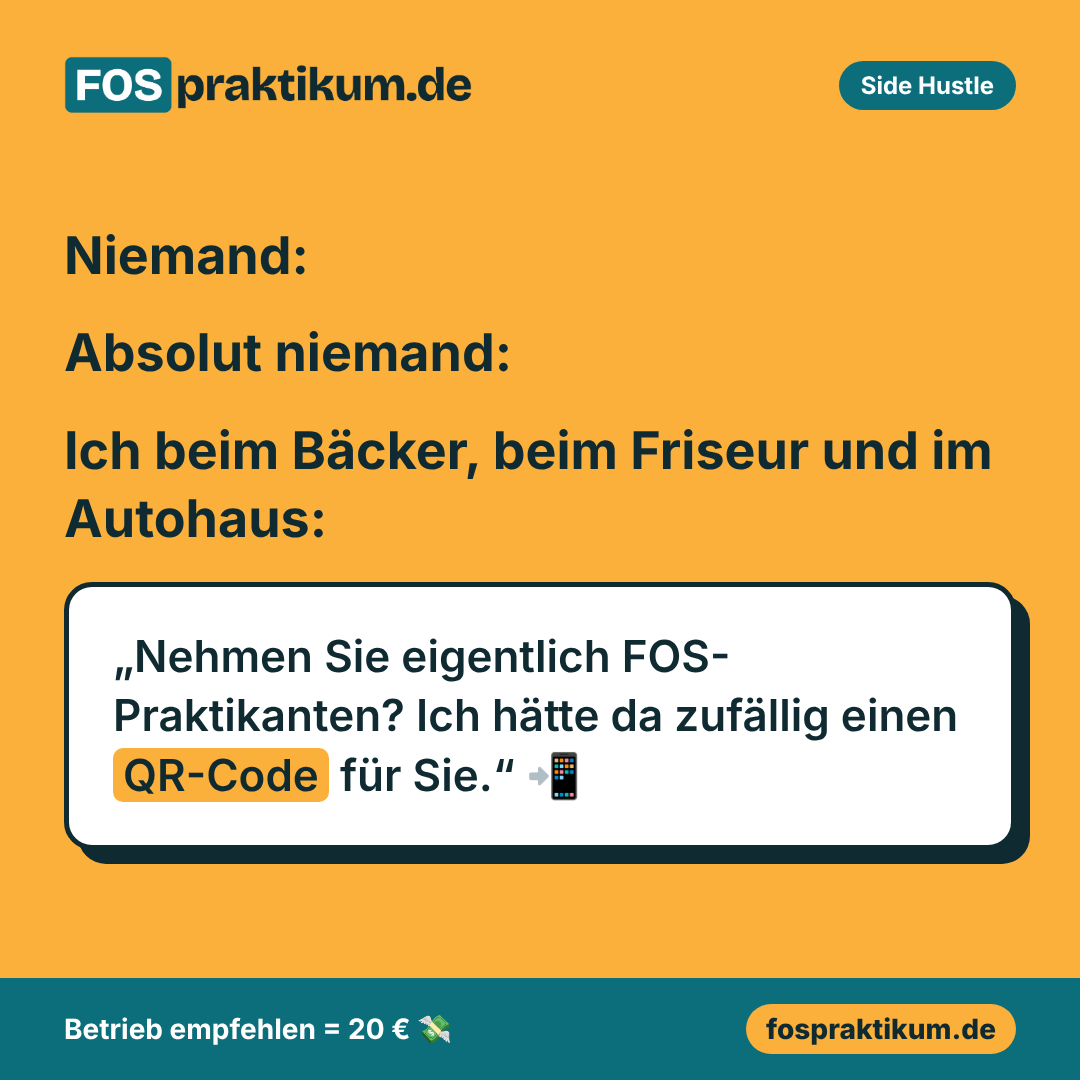 FOSpraktikum.de
Side Hustle
Niemand:
Absolut niemand:
Ich beim Bäcker, beim Friseur und im
Autohaus:
„Nehmen Sie eigentlich FOS-
Praktikanten? Ich hätte da zufällig einen
QR-Code für Sie.“ 📲
Betrieb empfehlen = 20 € 💸
fospraktikum.de